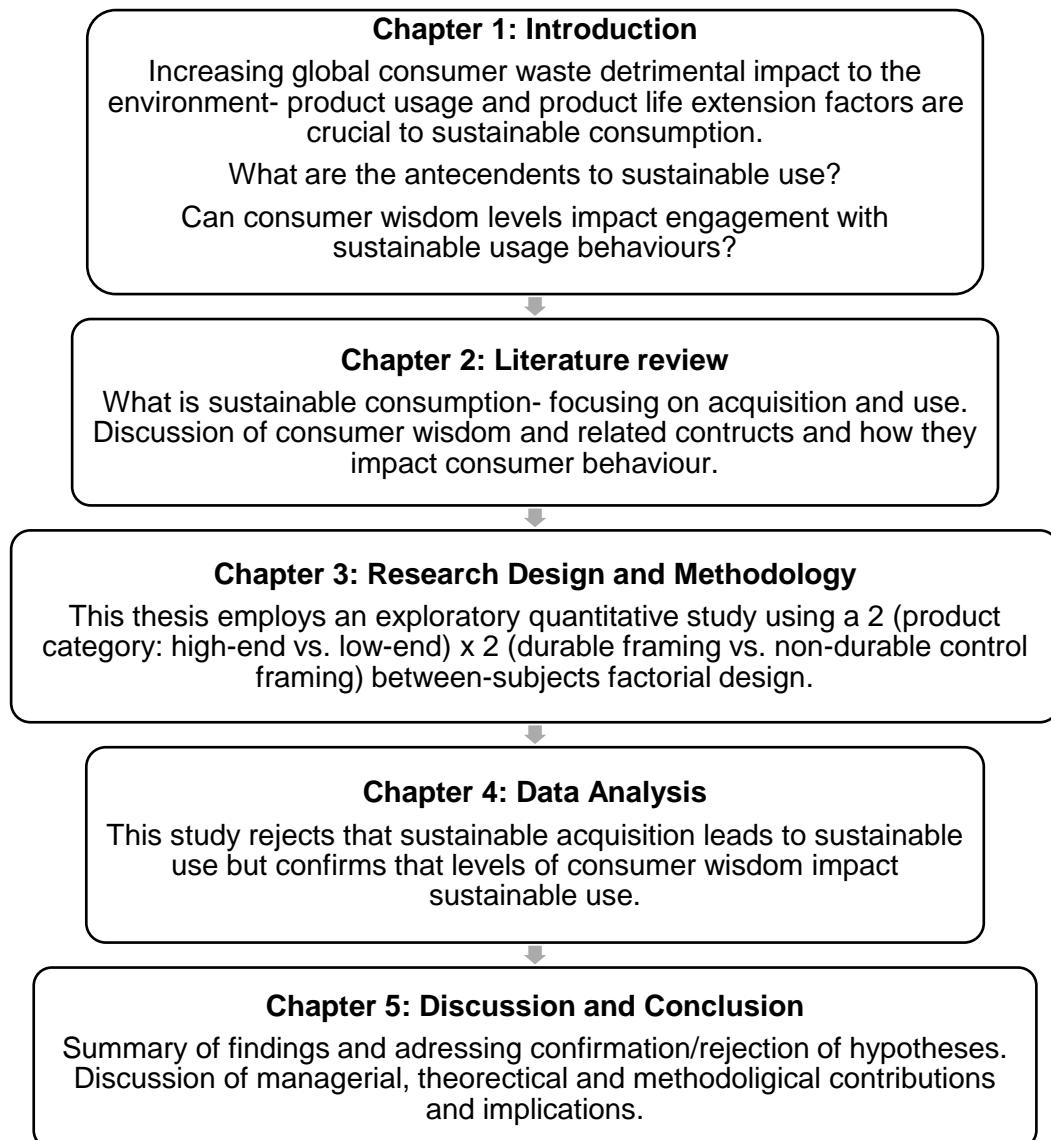 Chapter 1: Introduction
Increasing global consumer waste detrimental impact to the
environment- product usage and product life extension factors are
crucial to sustainable consumption.
What are the antecendents to sustainable use?
Can consumer wisdom levels impact engagement with
sustainable usage behaviours?
Chapter 2: Literature review
What is sustainable consumption- focusing on acquisition and use.
Discussion of consumer wisdom and related contructs and how they
impact consumer behaviour.
Chapter 3: Research Design and Methodology
This thesis employs an exploratory quantitative study using a 2 (product
category: high-end vs. low-end) x 2 (durable framing vs. non-durable control
framing) between-subjects factorial design.
Chapter 4: Data Analysis
This study rejects that sustainable acquisition leads to sustainable
use but confirms that levels of consumer wisdom impact
sustainable use.
Chapter 5: Discussion and Conclusion
Summary of findings and adressing confirmation/rejection of hypotheses.
Discussion of managerial, theorectical and methodoligical contributions
and implications.